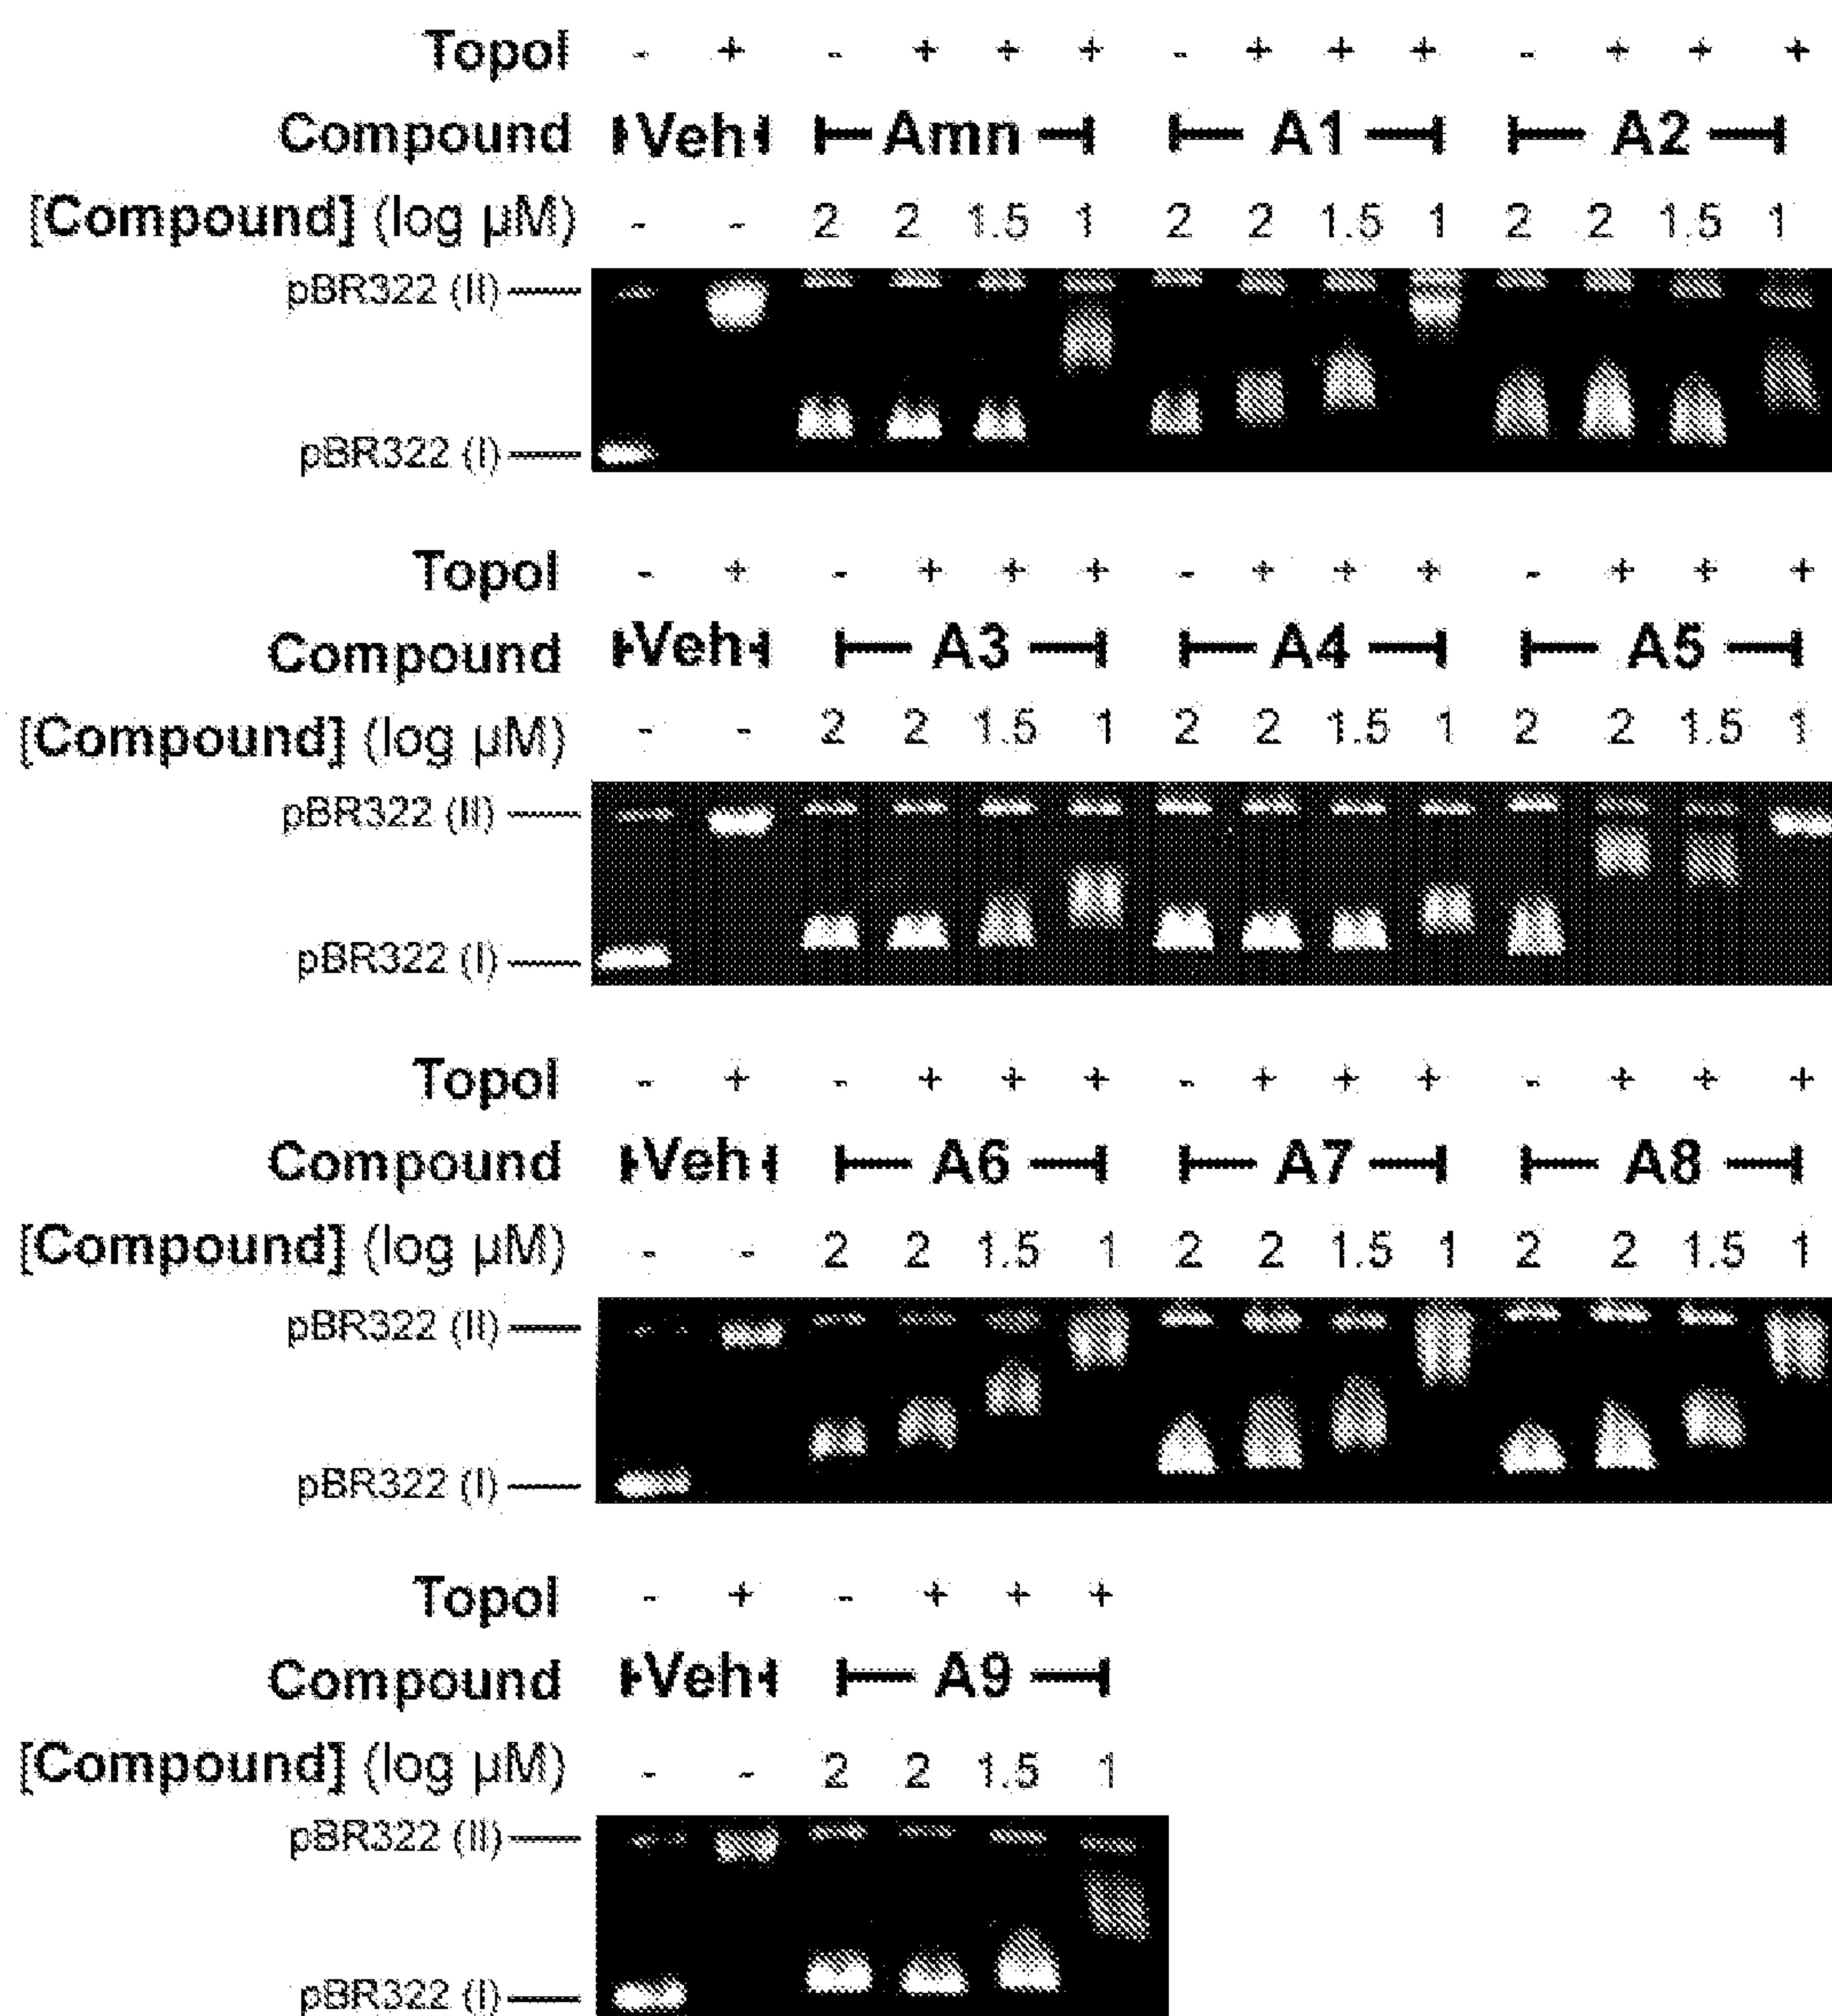 TopoI - + - + + + - + + + - + + +
Compound Veh Amn A1 A2
[Compound] (log µM) - - 2 2 1.5 1 2 2 1.5 1 2 2 1.5 1
pBR322 (II)
pBR322 (I)
TopoI - + - + + + - + + + - + + +
Compound Veh A3 A4 A5
[Compound] (log µM) - - 2 2 1.5 1 2 2 1.5 1 2 2 1.5 1
pBR322 (II)
pBR322 (I)
TopoI - + - + + + - + + + - + + +
Compound Veh A6 A7 A8
[Compound] (log µM) - - 2 2 1.5 1 2 2 1.5 1 2 2 1.5 1
pBR322 (II)
pBR322 (I)
TopoI - + - + + +
Compound Veh A9
[Compound] (log µM) - - 2 2 1.5 1
pBR322 (II)
pBR322 (I)